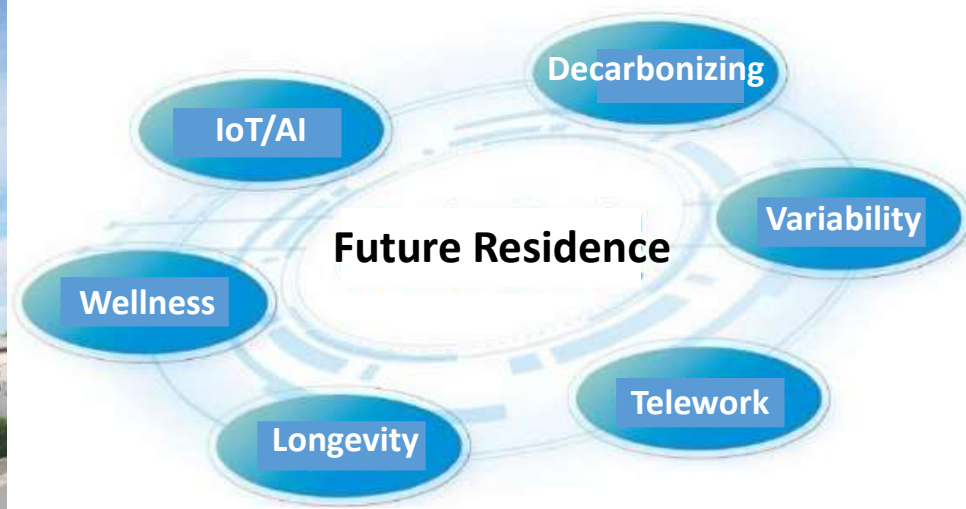 Decarbonizing
IoT/AI
Variability
Future Residence
Wellness
Telework
Longevity